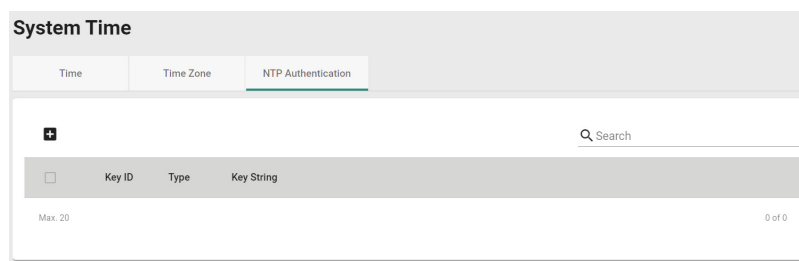 System Time
Time Time Zone NTP Authentication
Search
Key ID Type Key String
Max. 20 0 of 0